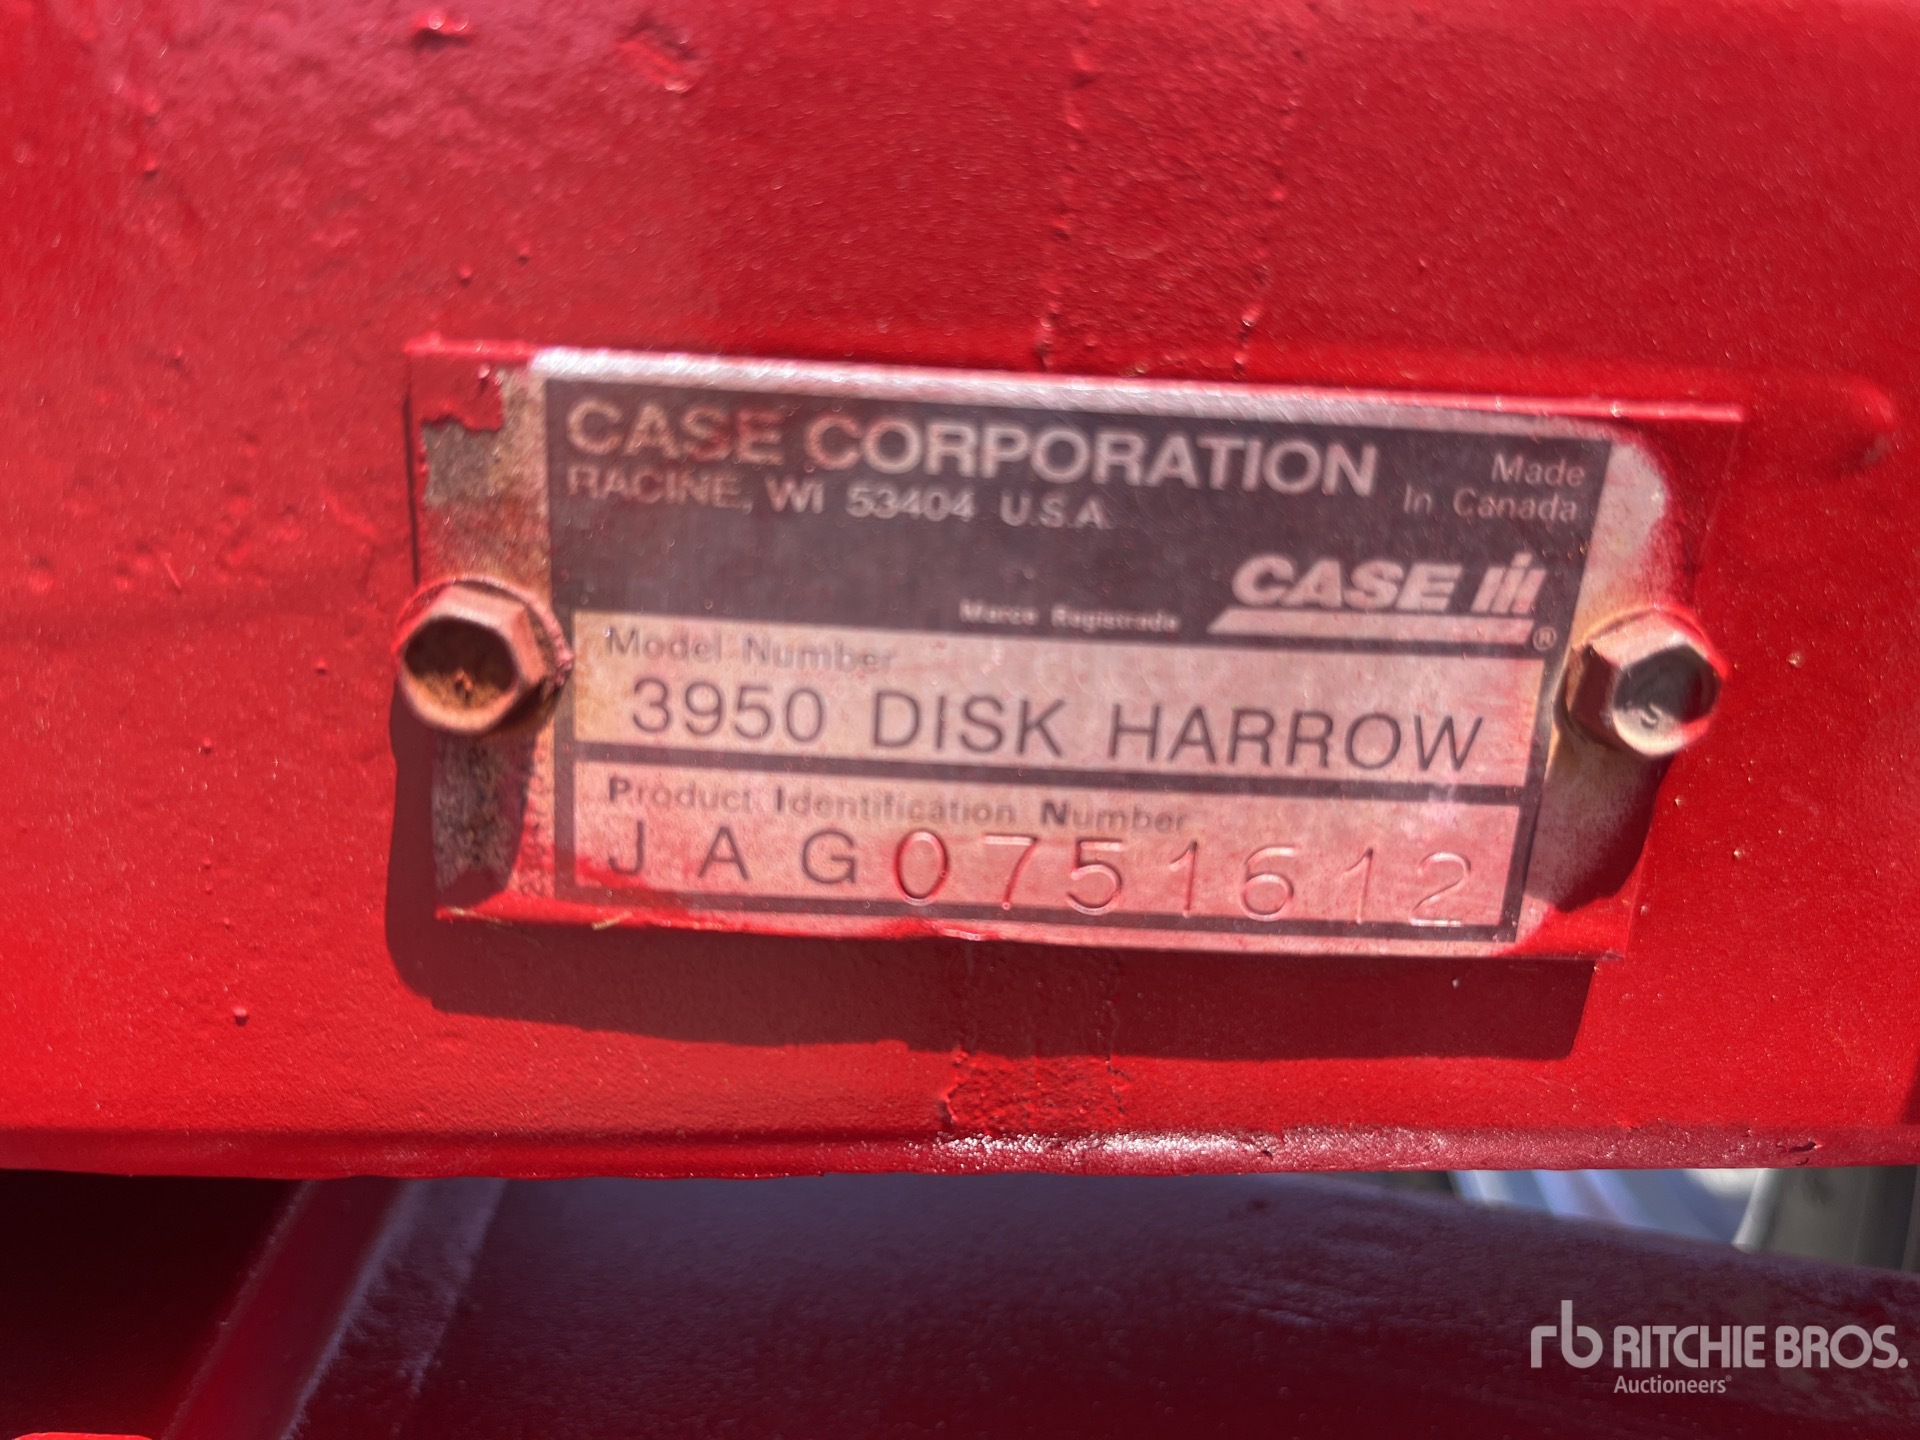 CASE CORPORATION
RACINE, WI 53404 U.S.A.
Made
In Canada
CASE IH
Marca Registrada ®
Model Number
3950 DISK HARROW
Product Identification Number
JAG0751612
rb RITCHIE BROS.
Auctioneers